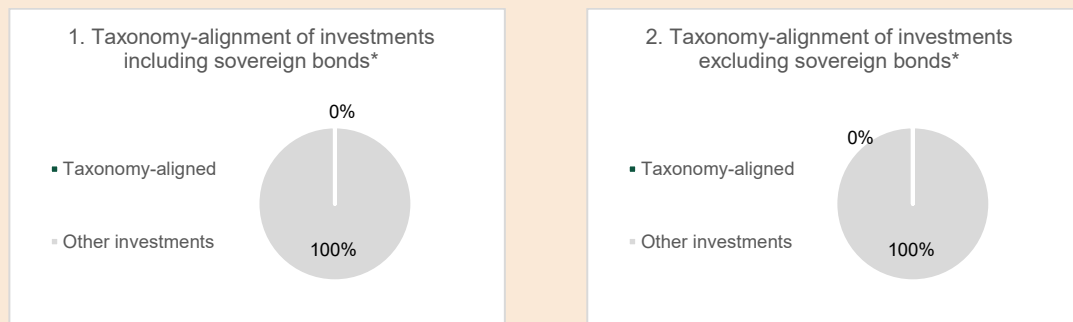 1. Taxonomy-alignment of investments
including sovereign bonds*
0%
Taxonomy-aligned
Other investments
100%
2. Taxonomy-alignment of investments
excluding sovereign bonds*
0%
Taxonomy-aligned
Other investments
100%